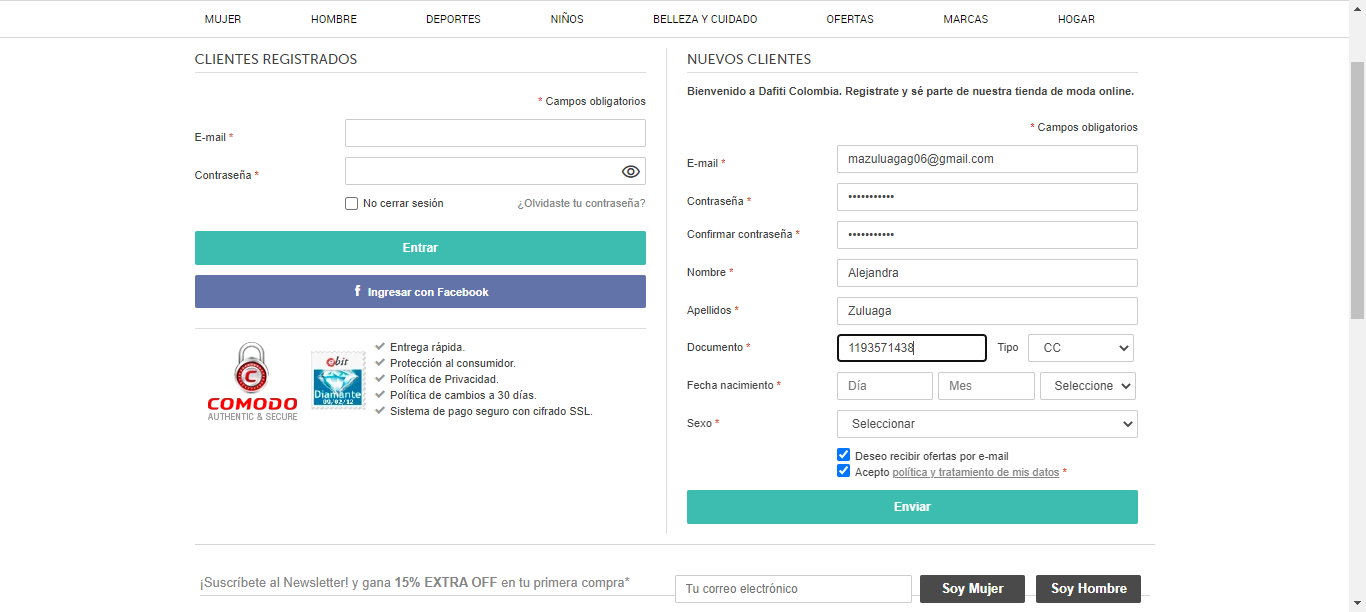 MUJER HOMBRE DEPORTES NIÑOS BELLEZA Y CUIDADO OFERTAS MARCAS HOGAR
CLIENTES REGISTRADOS
* Campos obligatorios
E-mail *
Contraseña *
No cerrar sesión ¿Olvidaste tu contraseña?
Entrar
f Ingresar con Facebook
C
COMODO
AUTHENTIC & SECURE
ebit
Diamante
09/02/12
Entrega rápida.
Protección al consumidor.
Política de Privacidad.
Política de cambios a 30 días.
Sistema de pago seguro con cifrado SSL.
NUEVOS CLIENTES
Bienvenido a Dafiti Colombia. Registrate y sé parte de nuestra tienda de moda online.
* Campos obligatorios
E-mail * mazuluagag06@gmail.com
Contraseña * •••••••••••
Confirmar contraseña * •••••••••••
Nombre * Alejandra
Apellidos * Zuluaga
Documento * 1193571438 Tipo CC
Fecha nacimiento * Día Mes Seleccione
Sexo * Seleccionar
Deseo recibir ofertas por e-mail
Acepto política y tratamiento de mis datos *
Enviar
¡Suscríbete al Newsletter! y gana 15% EXTRA OFF en tu primera compra* Tu correo electrónico Soy Mujer Soy Hombre